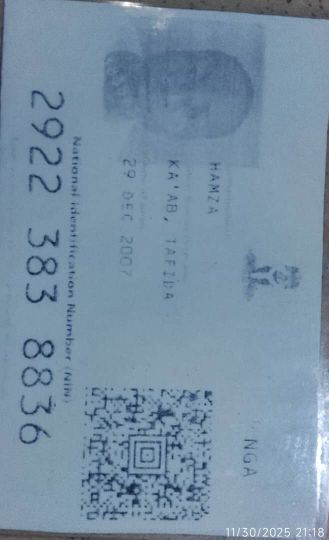 NGA
HAMZA
KA'AB, TAFIDA
29 DEC 2007
National Identification Number (NIN)
2922 383 8836
11/30/2025 21:18